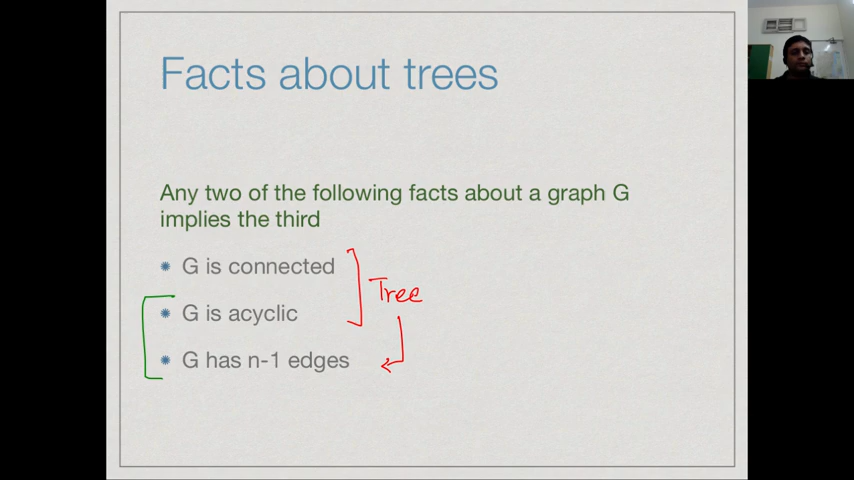 Facts about trees
Any two of the following facts about a graph G
implies the third
G is connected
Tree
G is acyclic
G has n-1 edges